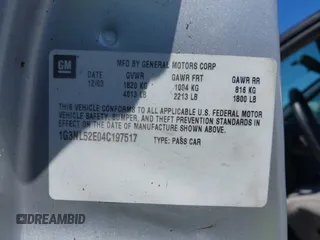 GM
MFD BY GENERAL MOTORS CORP
DATE GVWR GAWR FRT GAWR RR
12/03 1820 KG 1004 KG 816 KG
4013 LB 2213 LB 1800 LB
THIS VEHICLE CONFORMS TO ALL APPLICABLE U.S. FEDERAL MOTOR
VEHICLE SAFETY, BUMPER, AND THEFT PREVENTION STANDARDS
IN EFFECT ON THE DATE OF MANUFACTURE SHOWN ABOVE.
1G3NL52E04C197517 TYPE: PASS CAR
DREAMBID